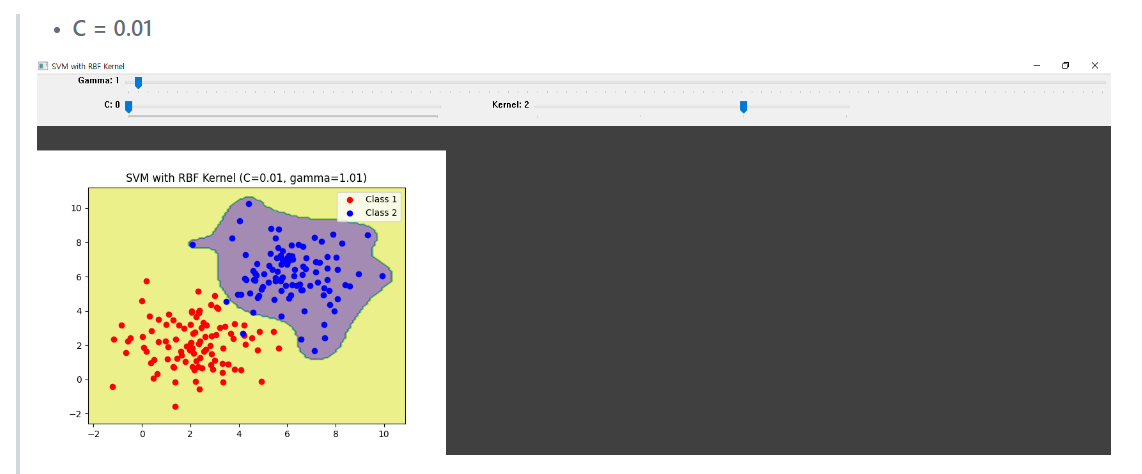 • C = 0.01
SVM with RBF Kernel
Gamma: 1
C: 0
Kernel: 2
SVM with RBF Kernel (C=0.01, gamma=1.01)
Class 1
Class 2
10
8
6
4
2
0
−2
−2 0 2 4 6 8 10